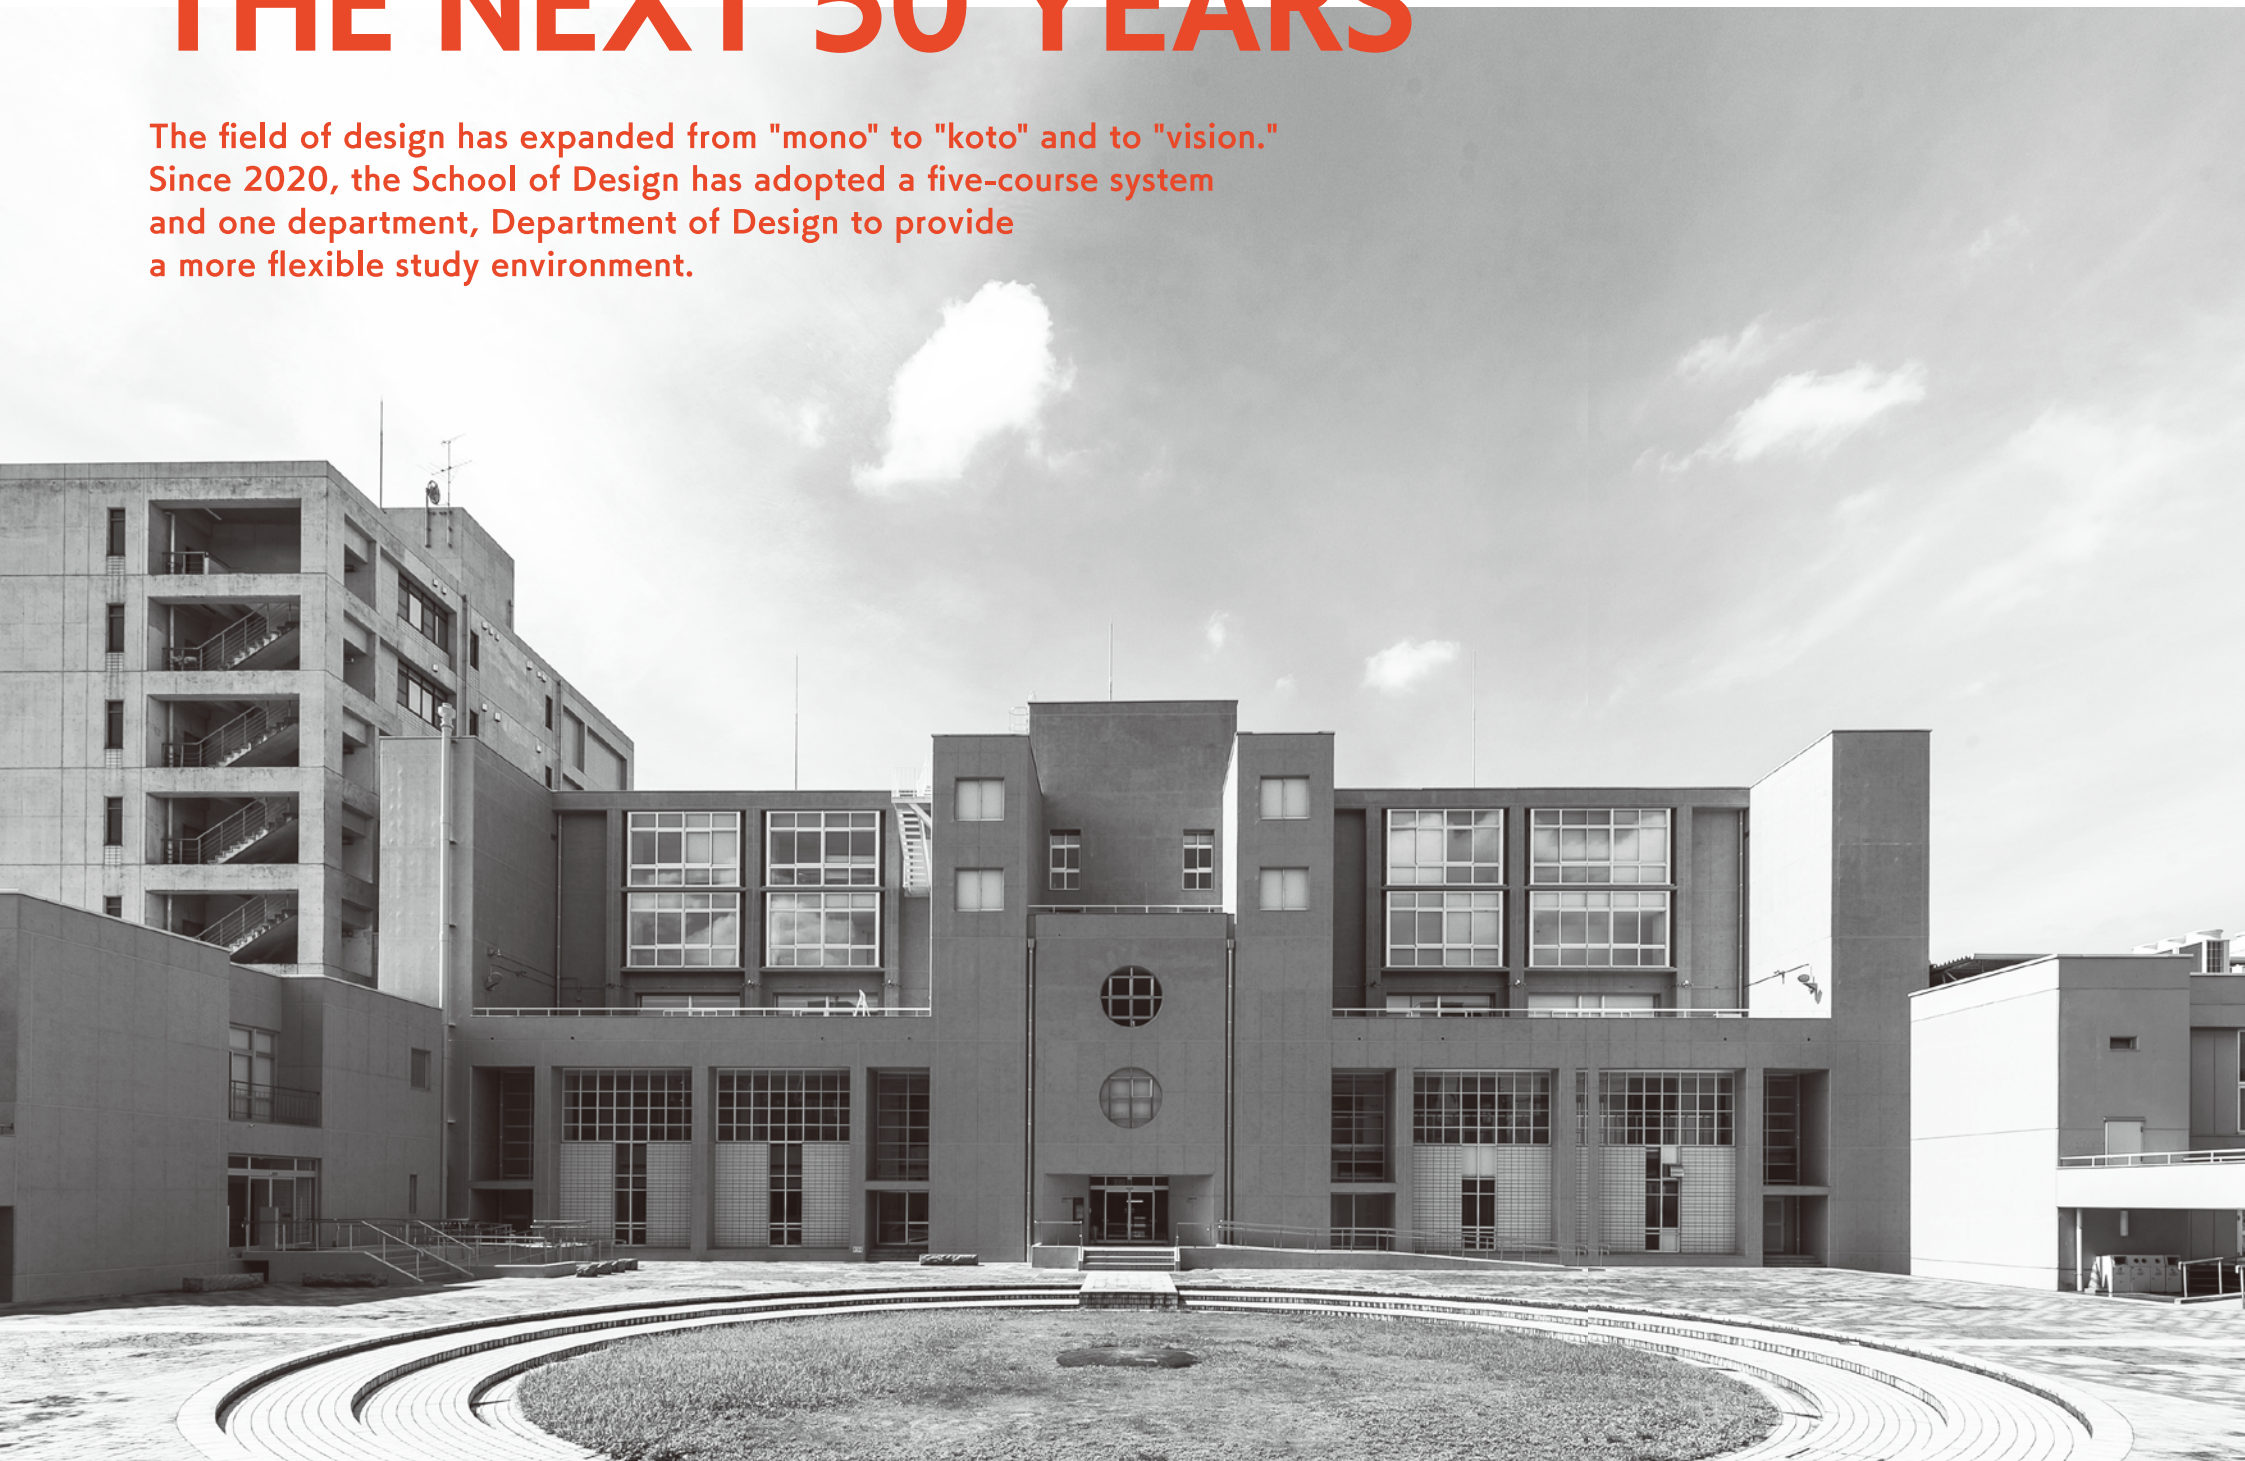 THE NEXT 50 YEARS
The field of design has expanded from "mono" to "koto" and to "vision."
Since 2020, the School of Design has adopted a five-course system
and one department, Department of Design to provide
a more flexible study environment.